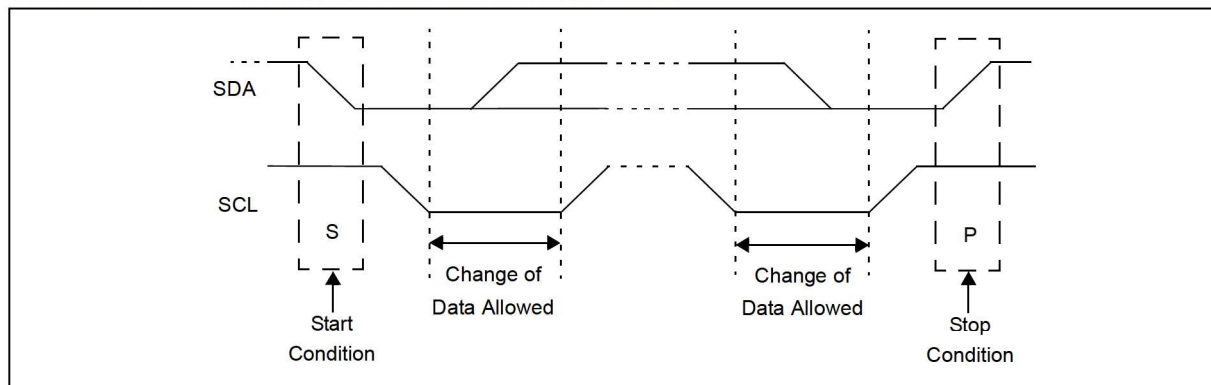 SDA
SCL
S
P
Change of
Data Allowed
Change of
Data Allowed
Start
Condition
Stop
Condition